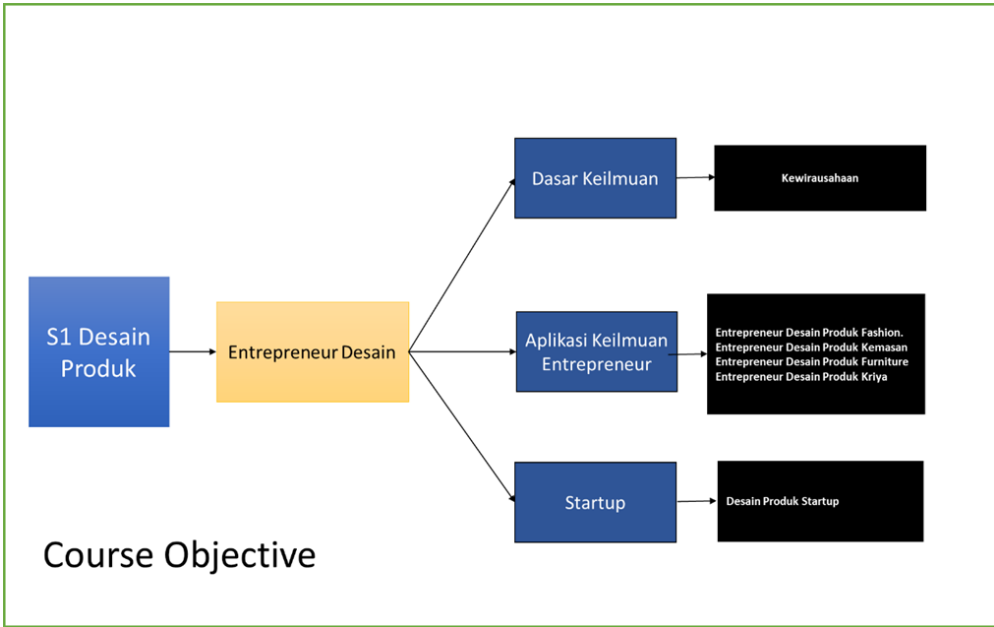 S1 Desain
Produk
Entrepreneur Desain
Dasar Keilmuan
Kewirausahaan
Aplikasi Keilmuan
Entrepreneur
Entrepreneur Desain Produk Fashion.
Entrepreneur Desain Produk Kemasan
Entrepreneur Desain Produk Furniture
Entrepreneur Desain Produk Kriya
Startup
Desain Produk Startup
Course Objective